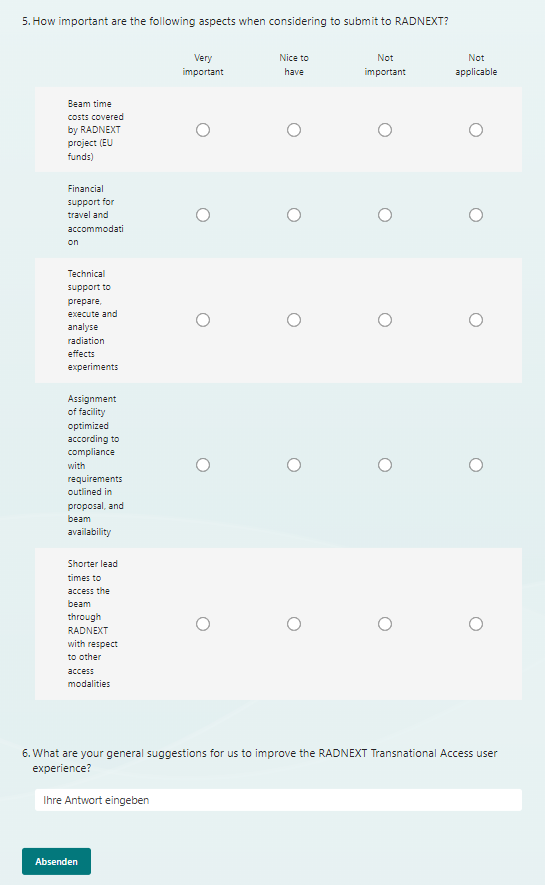 5. How important are the following aspects when considering to submit to RADNEXT?
Very
important
Nice to
have
Not
important
Not
applicable
Beam time
costs covered
by RADNEXT
project (EU
funds)
Financial
support for
travel and
accommodati
on
Technical
support to
prepare,
execute and
analyse
radiation
effects
experiments
Assignment
of facility
optimized
according to
compliance
with
requirements
outlined in
proposal, and
beam
availability
Shorter lead
times to
access the
beam
through
RADNEXT
with respect
to other
access
modalities
6. What are your general suggestions for us to improve the RADNEXT Transnational Access user
experience?
Ihre Antwort eingeben
Absenden